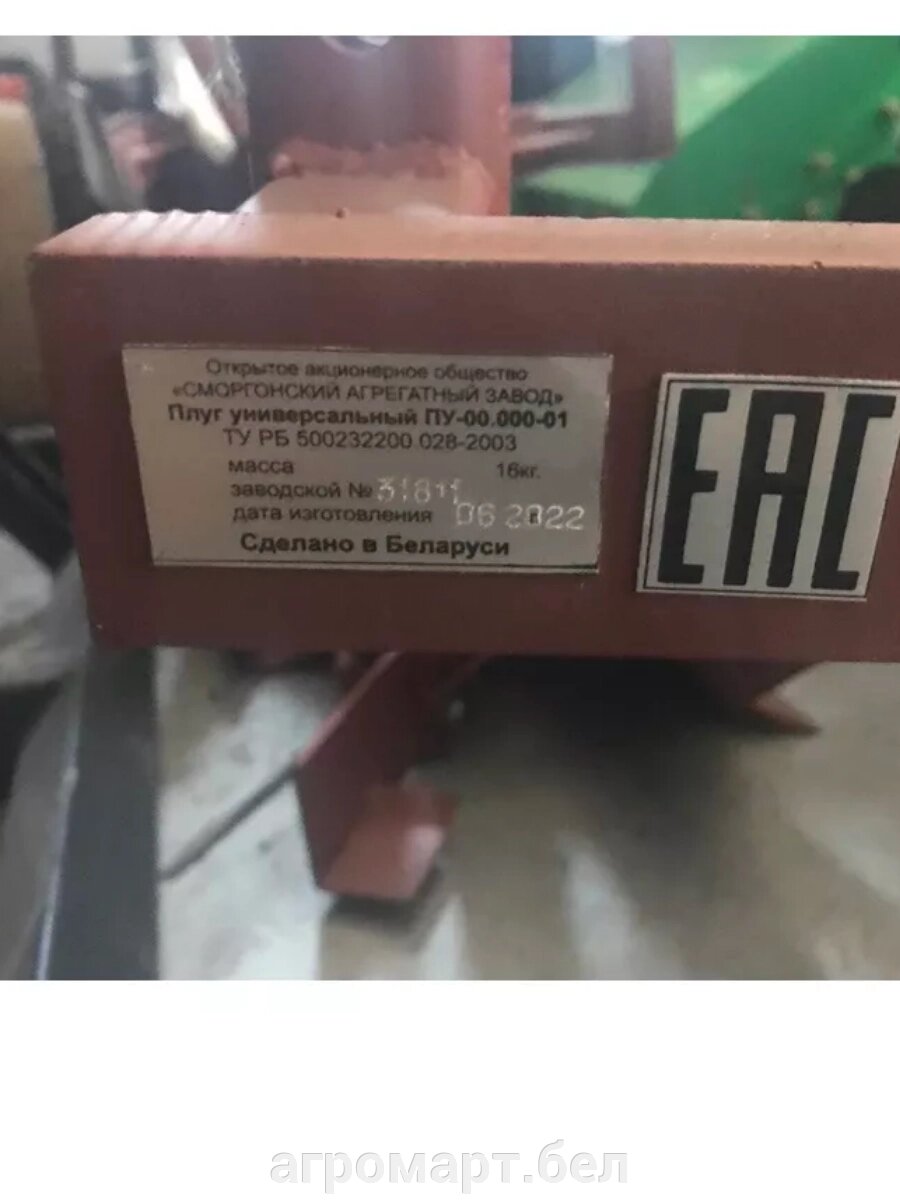 Открытое акционерное общество
«СМОРГОНСКИЙ АГРЕГАТНЫЙ ЗАВОД»
Плуг универсальный ПУ-00.000-01
ТУ РБ 500232200.028-2003
масса 16кг.
заводской № 31811
дата изготовления 06 2022
Сделано в Беларуси
EAC
агромарт.бел